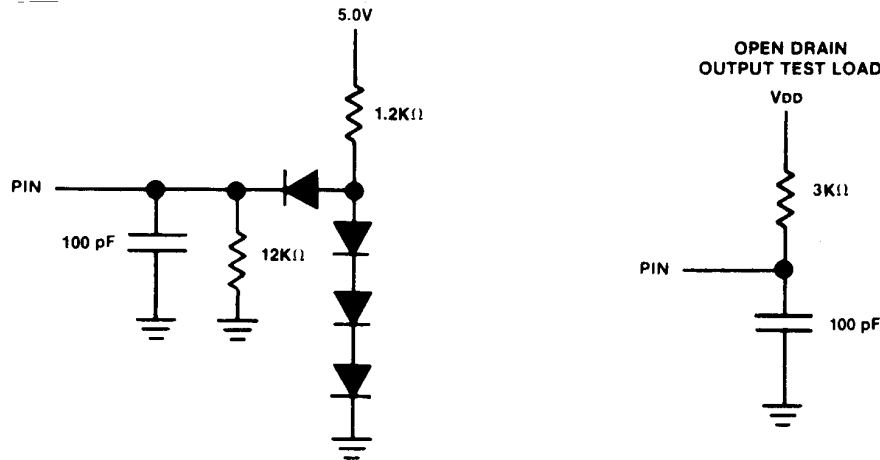 5.0V
1.2KΩ
PIN
100 pF
12KΩ
OPEN DRAIN
OUTPUT TEST LOAD
VDD
3KΩ
PIN
100 pF